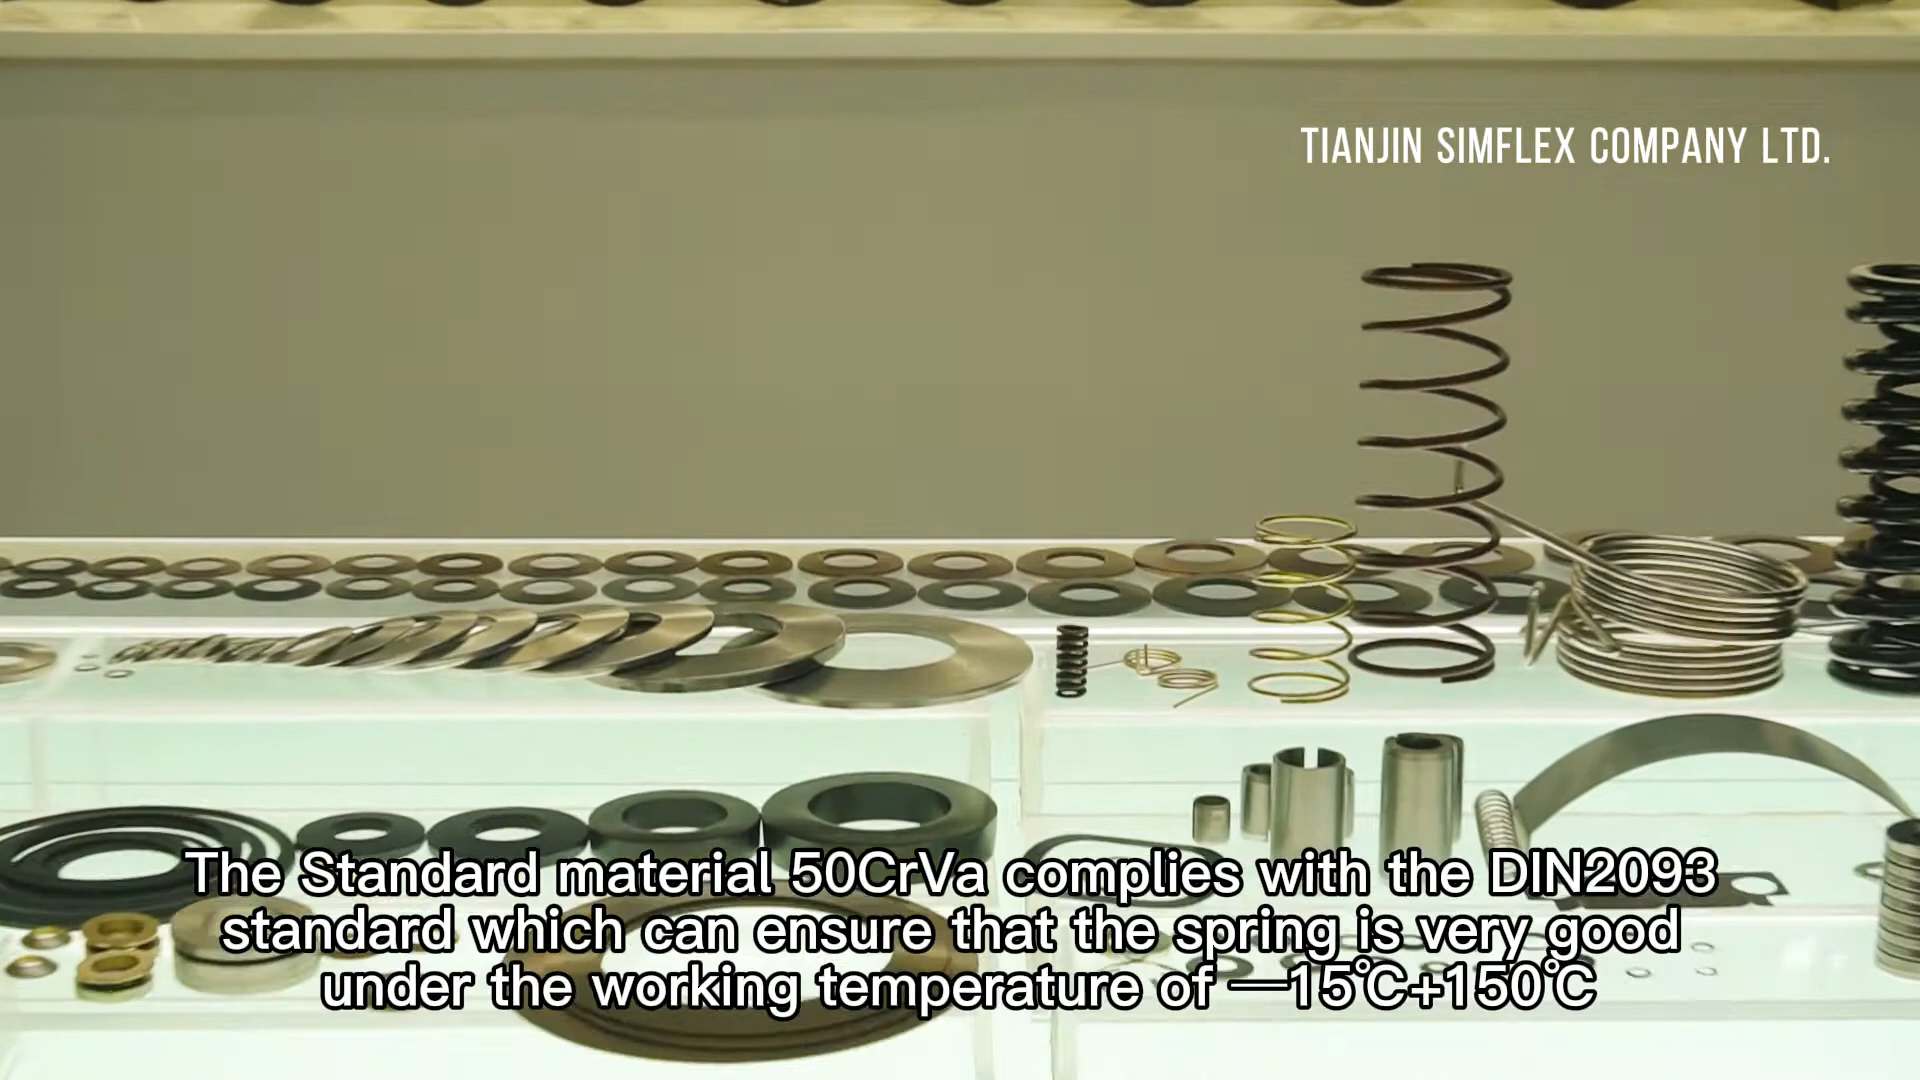 TIANJIN SIMFLEX COMPANY LTD.
The Standard material 50CrVa complies with the DIN2093
standard which can ensure that the spring is very good
under the working temperature of —15℃+150℃